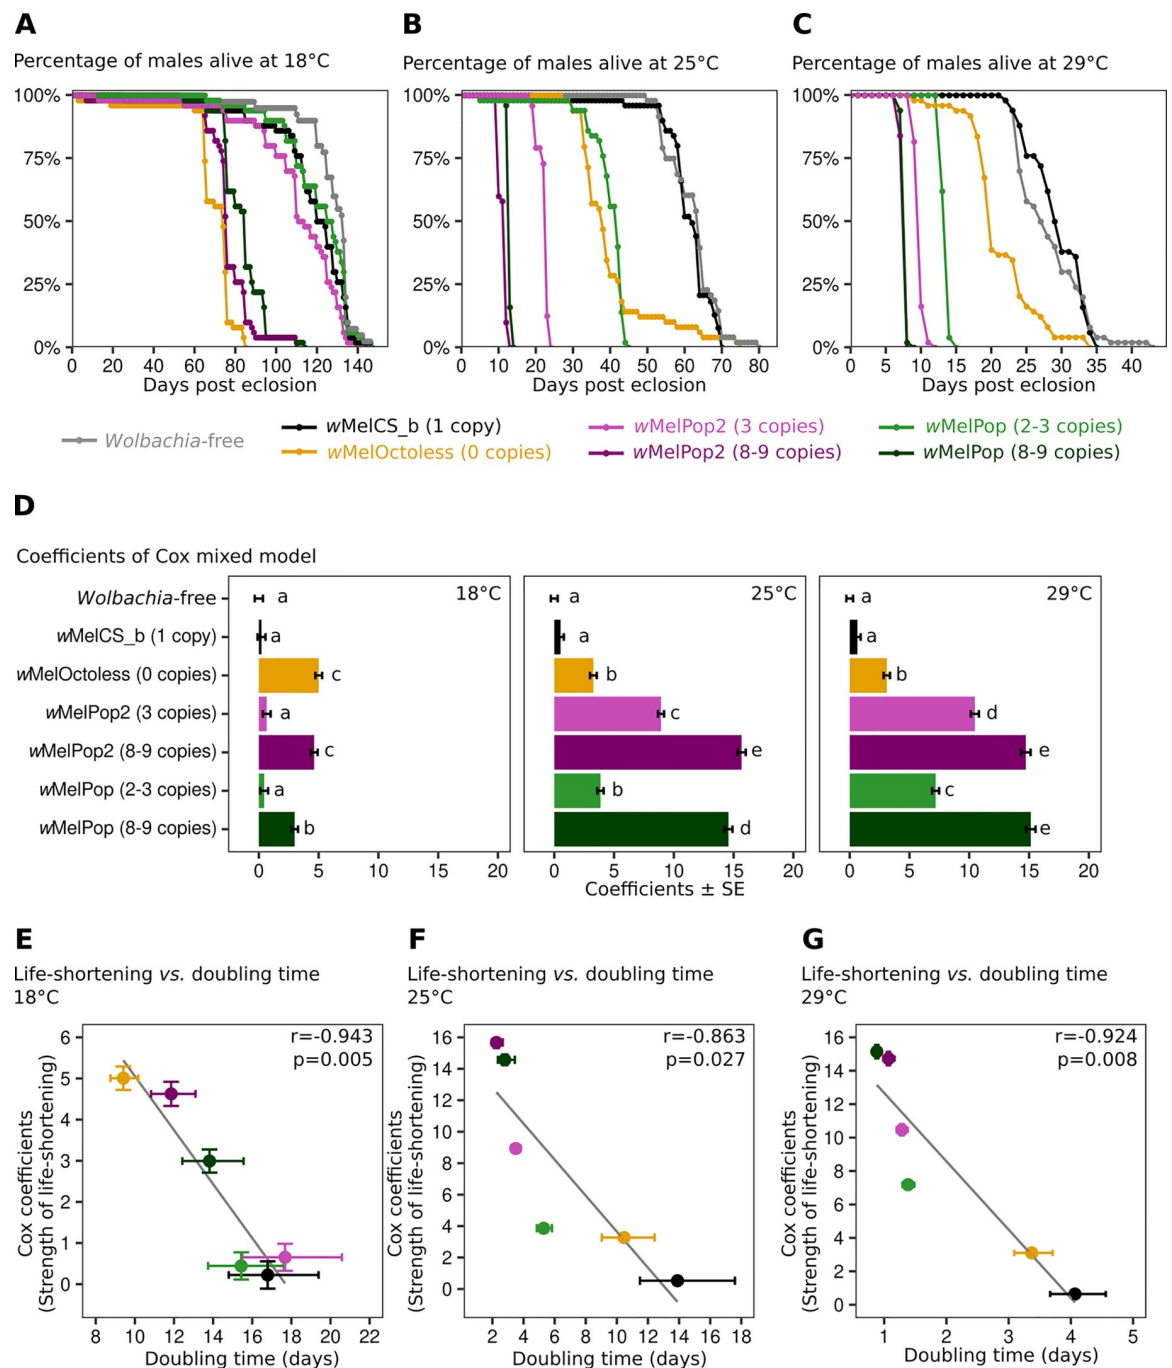 A
B
C
Percentage of males alive at 18°C
Percentage of males alive at 25°C
Percentage of males alive at 29°C
100%
75%
50%
25%
0%
0 20 40 60 80 100 120 140
Days post eclosion
100%
75%
50%
25%
0%
0 10 20 30 40 50 60 70 80
Days post eclosion
100%
75%
50%
25%
0%
0 5 10 15 20 25 30 35 40
Days post eclosion
Wolbachia-free
wMelCS_b (1 copy)
wMelOctoless (0 copies)
wMelPop2 (3 copies)
wMelPop2 (8-9 copies)
wMelPop (2-3 copies)
wMelPop (8-9 copies)
D
Coefficients of Cox mixed model
Wolbachia-free
wMelCS_b (1 copy)
wMelOctoless (0 copies)
wMelPop2 (3 copies)
wMelPop2 (8-9 copies)
wMelPop (2-3 copies)
wMelPop (8-9 copies)
18°C
a
a
c
a
c
a
b
0 5 10 15 20
25°C
a
a
b
c
e
b
d
0 5 10 15 20
29°C
a
a
b
d
e
c
e
0 5 10 15 20
Coefficients ± SE
E
Life-shortening vs. doubling time
18°C
r=-0.943
p=0.005
Cox coefficients
(Strength of life-shortening)
6
5
4
3
2
1
0
8 10 12 14 16 18 20 22
Doubling time (days)
F
Life-shortening vs. doubling time
25°C
r=-0.863
p=0.027
Cox coefficients
(Strength of life-shortening)
16
14
12
10
8
6
4
2
0
2 4 6 8 10 12 14 16 18
Doubling time (days)
G
Life-shortening vs. doubling time
29°C
r=-0.924
p=0.008
Cox coefficients
(Strength of life-shortening)
16
14
12
10
8
6
4
2
0
1 2 3 4 5
Doubling time (days)